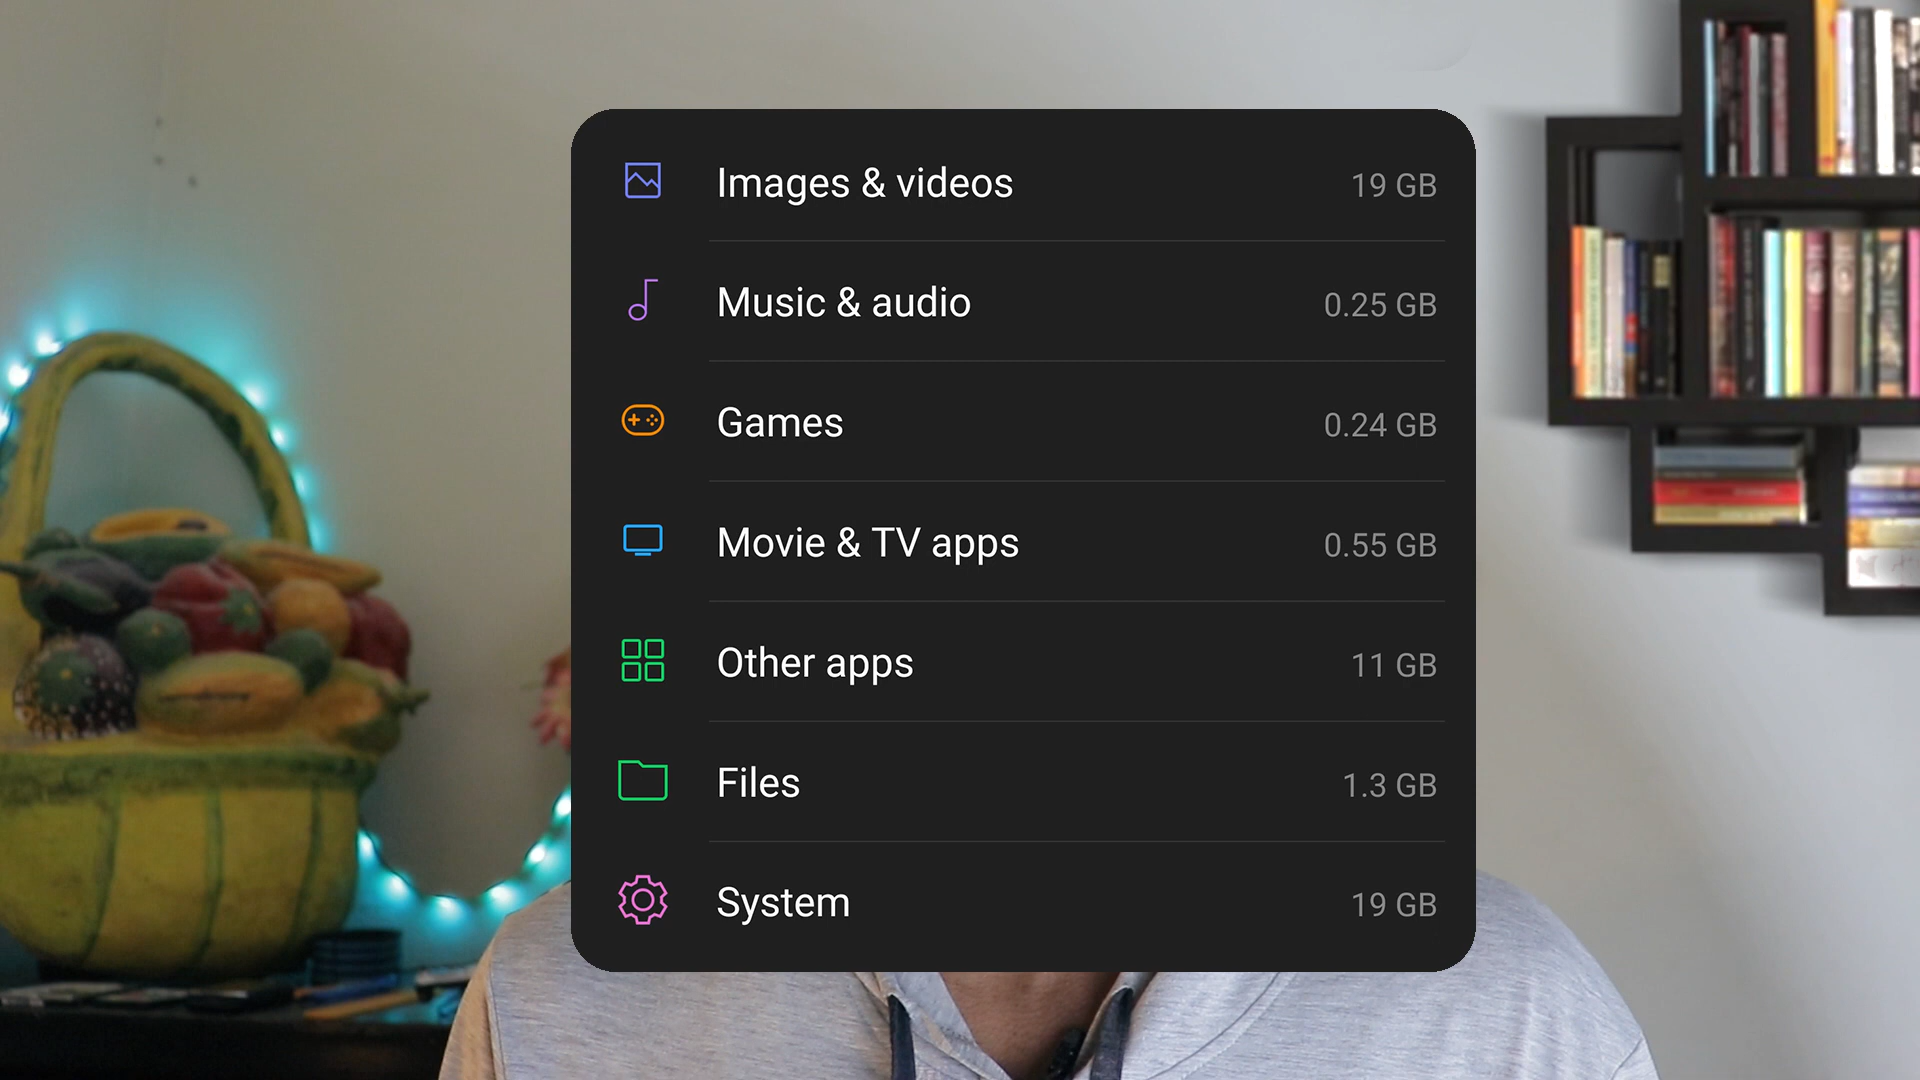 Images & videos 19 GB
Music & audio 0.25 GB
Games 0.24 GB
Movie & TV apps 0.55 GB
Other apps 11 GB
Files 1.3 GB
System 19 GB